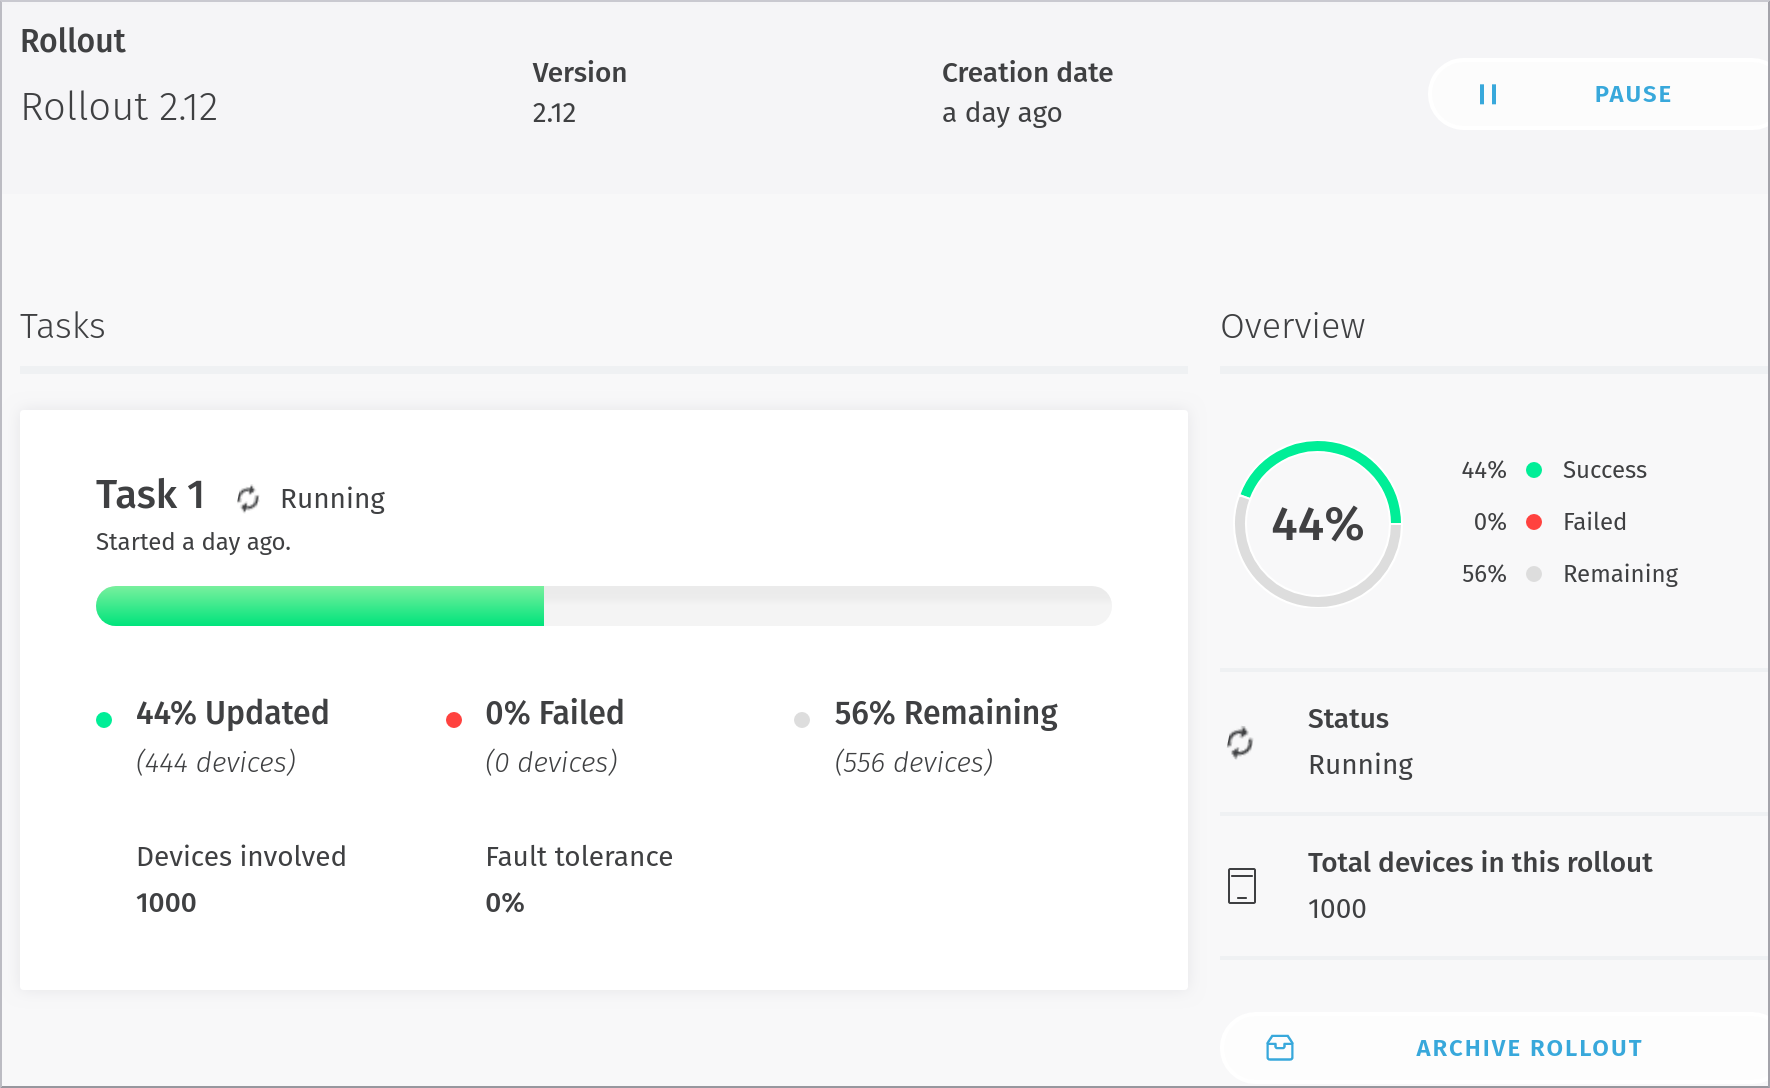 Rollout
Rollout 2.12
Version
2.12
Creation date
a day ago
PAUSE
Tasks
Task 1 Running
Started a day ago.
44% Updated
(444 devices)
0% Failed
(0 devices)
56% Remaining
(556 devices)
Devices involved
1000
Fault tolerance
0%
Overview
44%
44% Success
0% Failed
56% Remaining
Status
Running
Total devices in this rollout
1000
ARCHIVE ROLLOUT